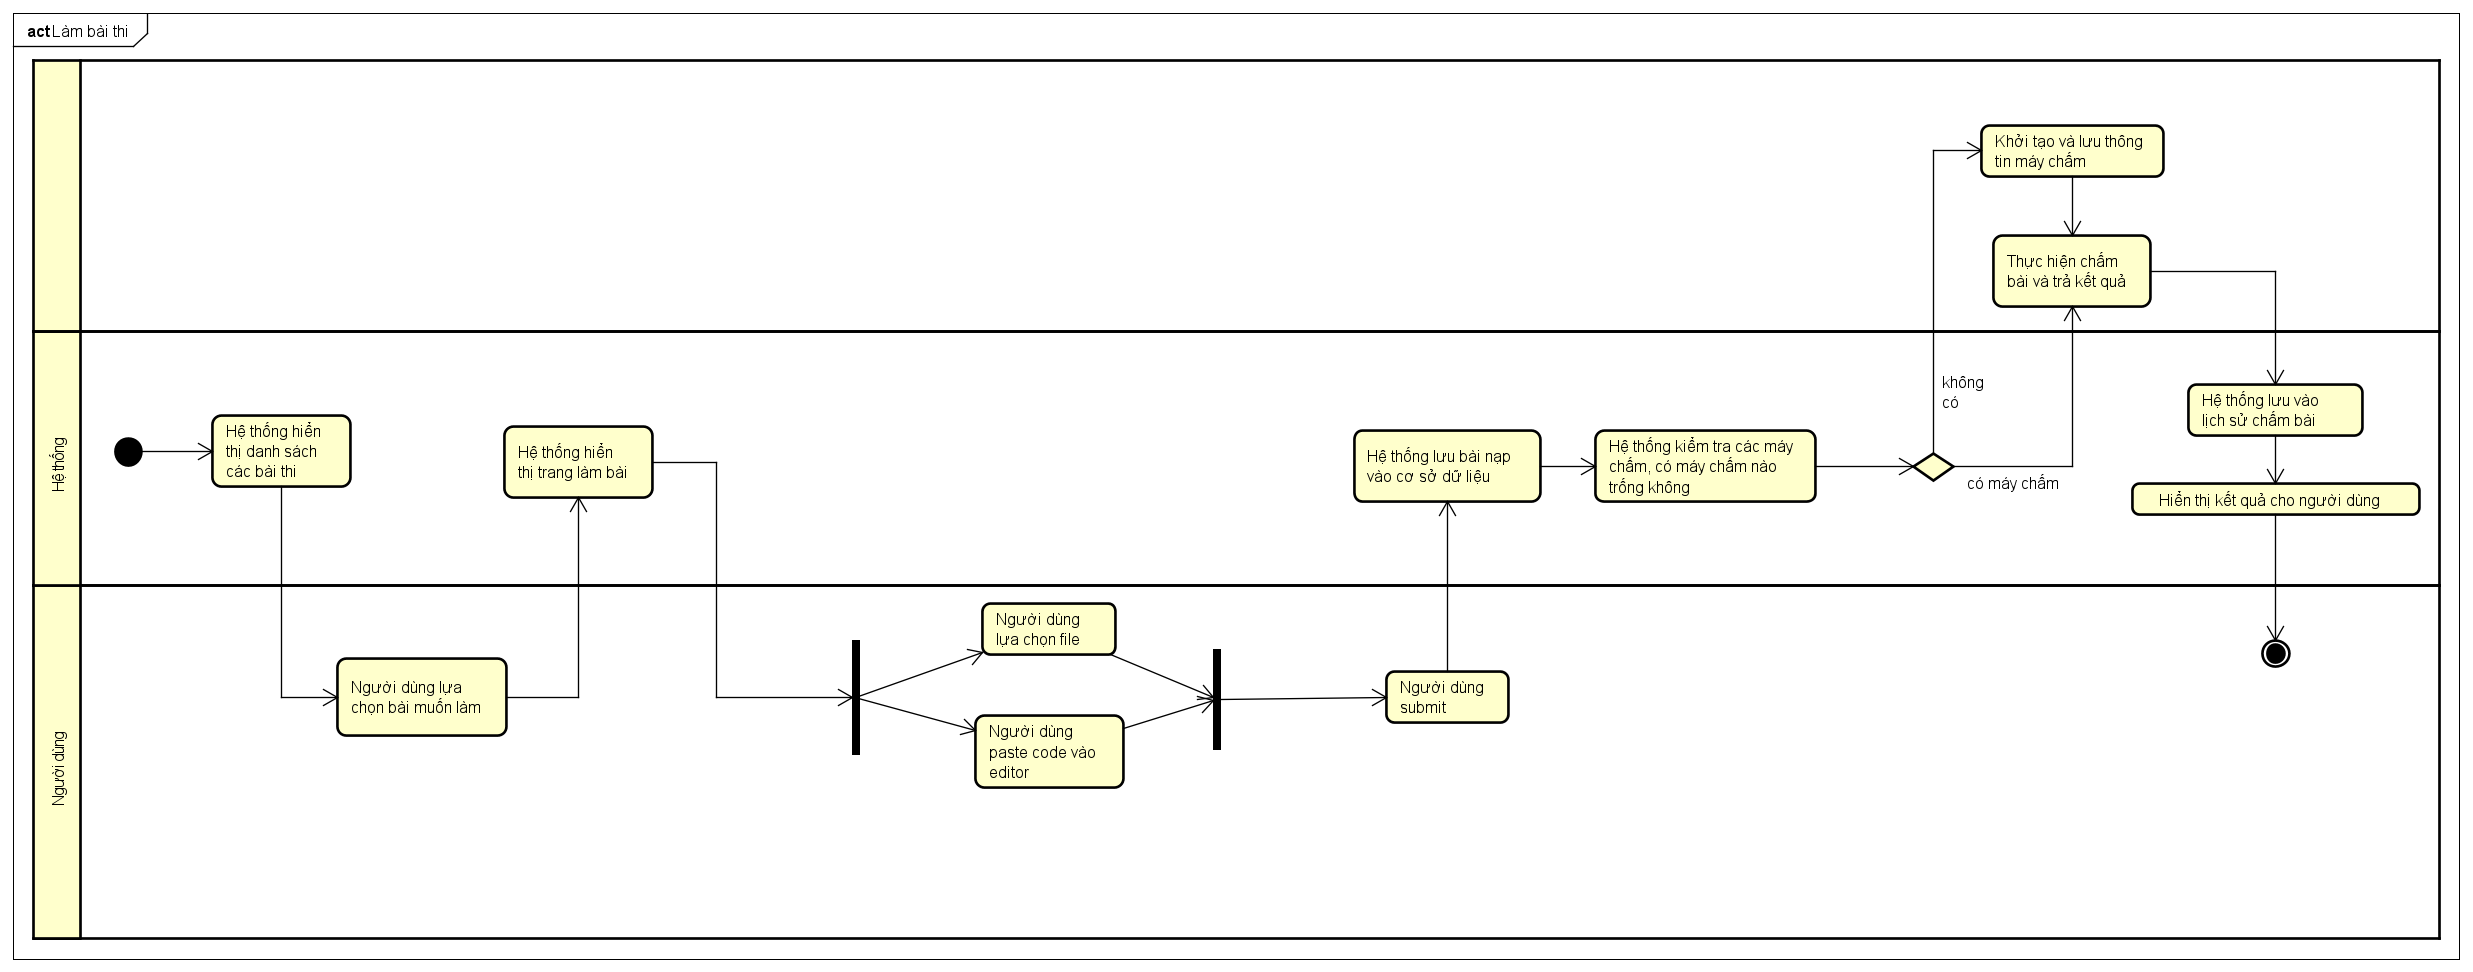 act Làm bài thi
Khởi tạo và lưu thông
tin máy chấm
Thực hiện chấm
bài và trả kết quả
Hệ thống
Hệ thống hiển
thị danh sách
các bài thi
Hệ thống hiển
thị trang làm bài
Hệ thống lưu bài nạp
vào cơ sở dữ liệu
Hệ thống kiểm tra các máy
chấm, có máy chấm nào
trống không
không
có
có máy chấm
Hệ thống lưu vào
lịch sử chấm bài
Hiển thị kết quả cho người dùng
Người dùng
Người dùng lựa
chọn bài muốn làm
Người dùng
lựa chọn file
Người dùng
paste code vào
editor
Người dùng
submit